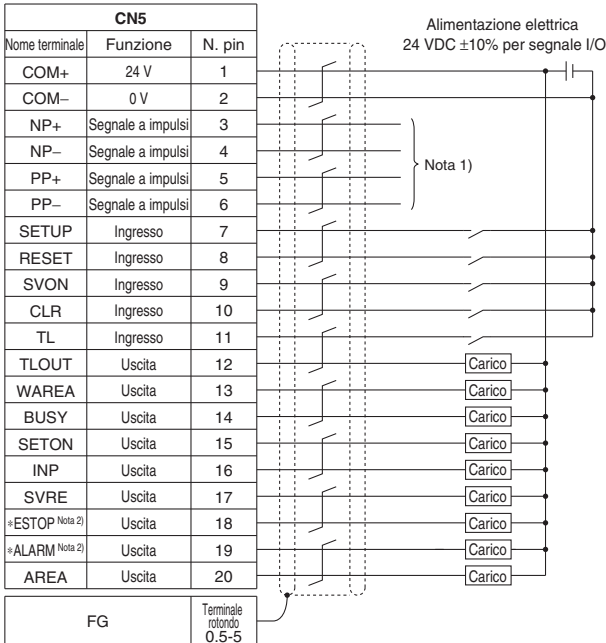 CN5
Alimentazione elettrica
24 VDC ±10% per segnale I/O
Nome terminale Funzione N. pin
COM+ 24 V 1
COM− 0 V 2
NP+ Segnale a impulsi 3
NP− Segnale a impulsi 4
Nota 1)
PP+ Segnale a impulsi 5
PP− Segnale a impulsi 6
SETUP Ingresso 7
RESET Ingresso 8
SVON Ingresso 9
CLR Ingresso 10
TL Ingresso 11
TLOUT Uscita 12 Carico
WAREA Uscita 13 Carico
BUSY Uscita 14 Carico
SETON Uscita 15 Carico
INP Uscita 16 Carico
SVRE Uscita 17 Carico
*ESTOP Nota 2) Uscita 18 Carico
*ALARM Nota 2) Uscita 19 Carico
AREA Uscita 20 Carico
FG Terminale
rotondo
0.5-5